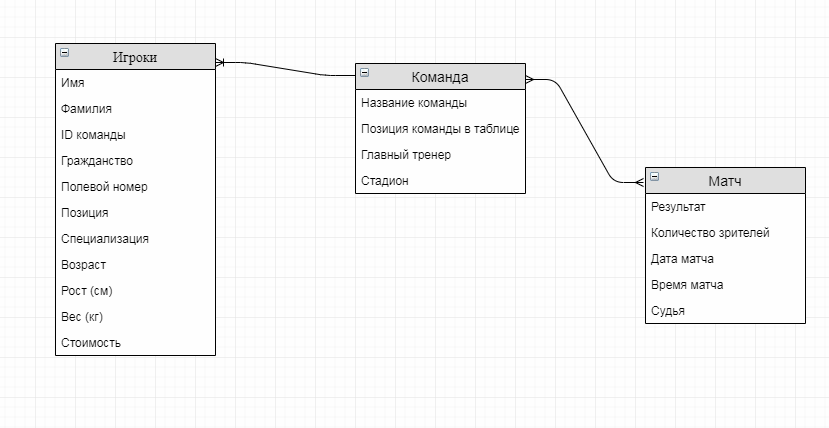 Игроки
Имя
Фамилия
ID команды
Гражданство
Полевой номер
Позиция
Специализация
Возраст
Рост (см)
Вес (кг)
Стоимость
Команда
Название команды
Позиция команды в таблице
Главный тренер
Стадион
Матч
Результат
Количество зрителей
Дата матча
Время матча
Судья